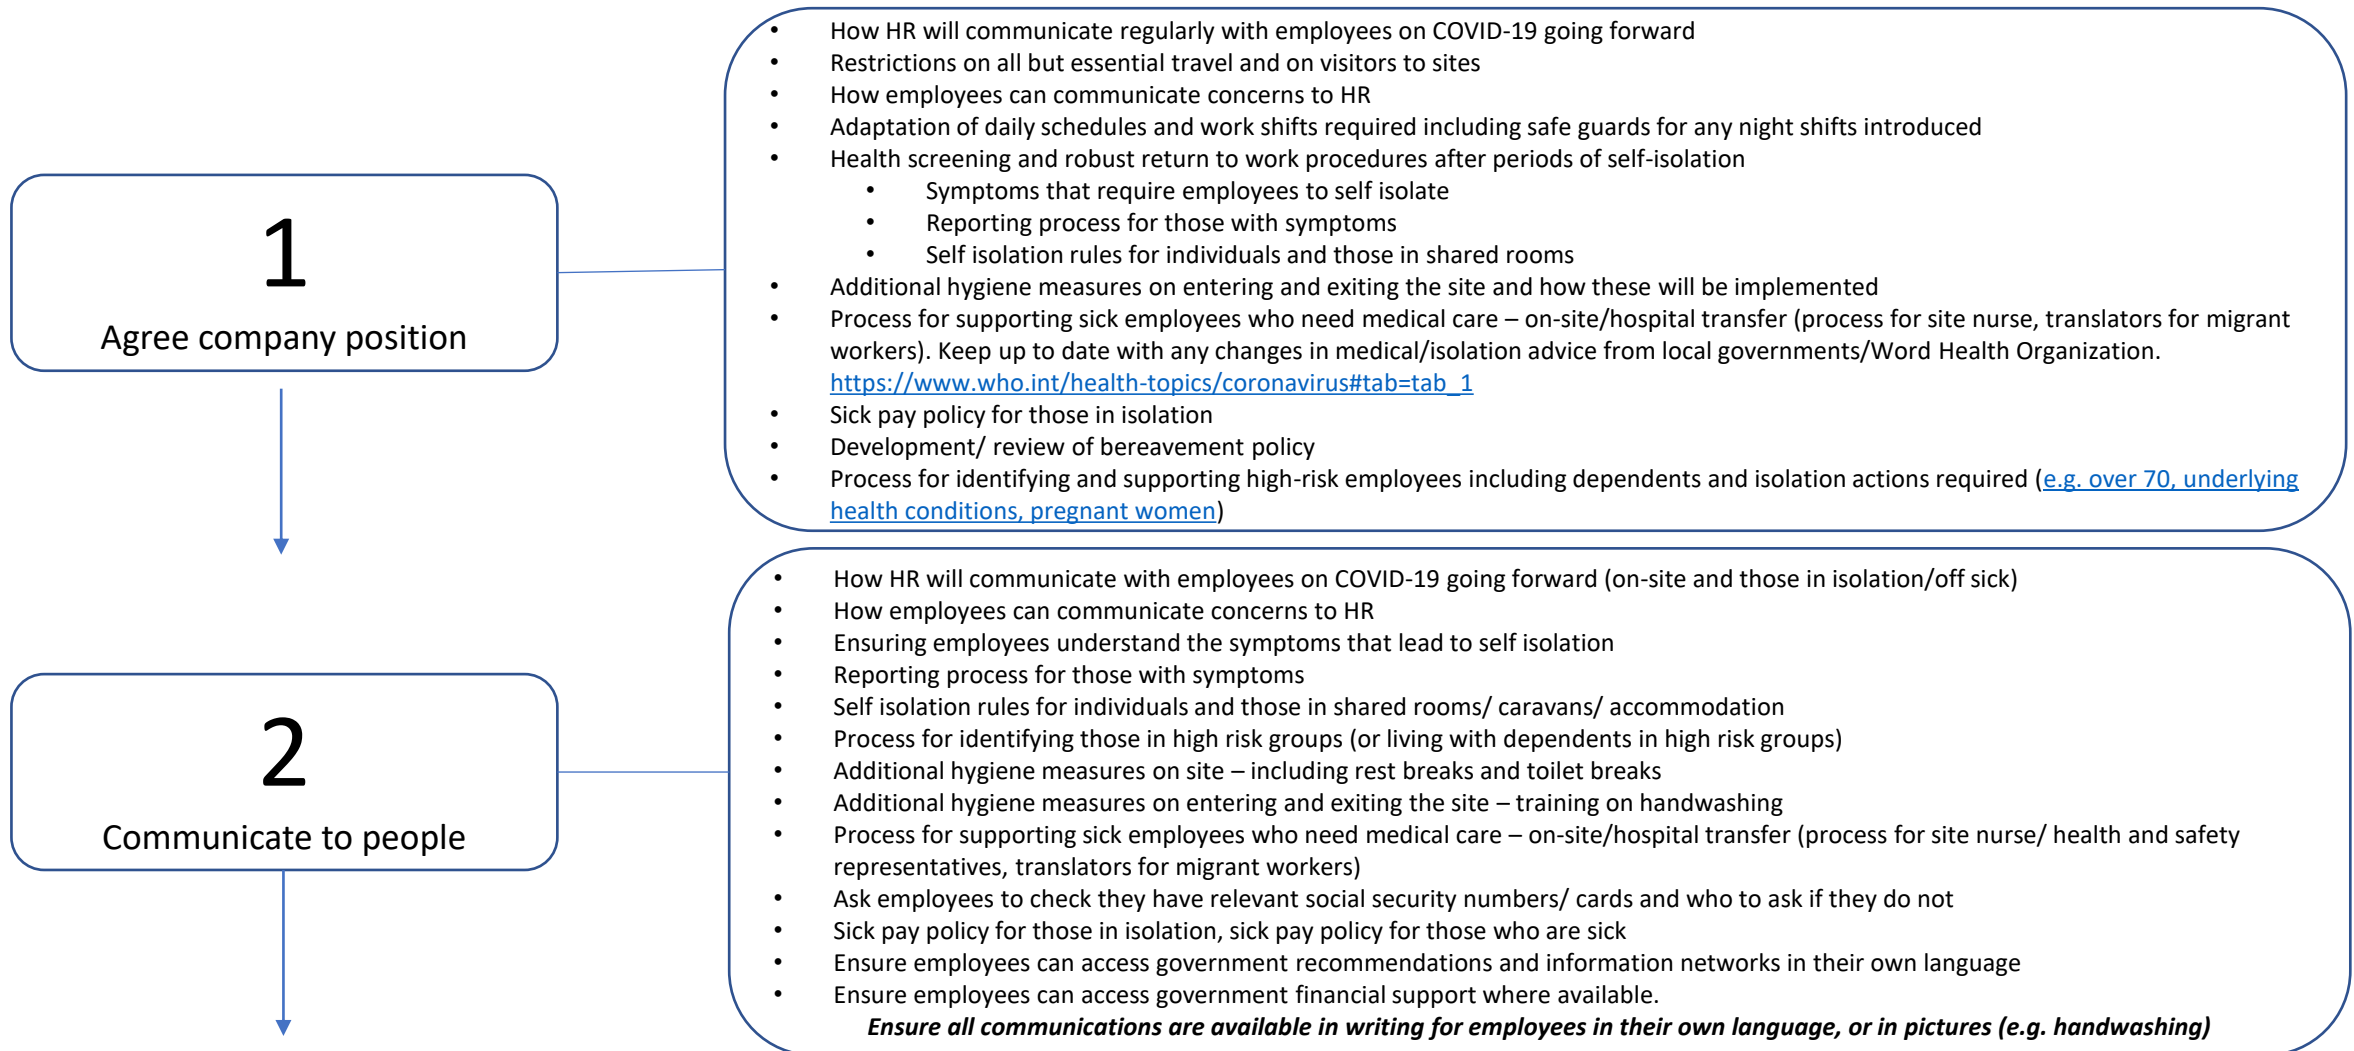 1
Agree company position
• How HR will communicate regularly with employees on COVID-19 going forward
• Restrictions on all but essential travel and on visitors to sites
• How employees can communicate concerns to HR
• Adaptation of daily schedules and work shifts required including safe guards for any night shifts introduced
• Health screening and robust return to work procedures after periods of self-isolation
• Symptoms that require employees to self isolate
• Reporting process for those with symptoms
• Self isolation rules for individuals and those in shared rooms
• Additional hygiene measures on entering and exiting the site and how these will be implemented
• Process for supporting sick employees who need medical care – on-site/hospital transfer (process for site nurse, translators for migrant
workers). Keep up to date with any changes in medical/isolation advice from local governments/Word Health Organization.
https://www.who.int/health-topics/coronavirus#tab=tab_1
• Sick pay policy for those in isolation
• Development/ review of bereavement policy
• Process for identifying and supporting high-risk employees including dependents and isolation actions required (e.g. over 70, underlying
health conditions, pregnant women)
2
Communicate to people
• How HR will communicate with employees on COVID-19 going forward (on-site and those in isolation/off sick)
• How employees can communicate concerns to HR
• Ensuring employees understand the symptoms that lead to self isolation
• Reporting process for those with symptoms
• Self isolation rules for individuals and those in shared rooms/ caravans/ accommodation
• Process for identifying those in high risk groups (or living with dependents in high risk groups)
• Additional hygiene measures on site – including rest breaks and toilet breaks
• Additional hygiene measures on entering and exiting the site – training on handwashing
• Process for supporting sick employees who need medical care – on-site/hospital transfer (process for site nurse/ health and safety
representatives, translators for migrant workers)
• Ask employees to check they have relevant social security numbers/ cards and who to ask if they do not
• Sick pay policy for those in isolation, sick pay policy for those who are sick
• Ensure employees can access government recommendations and information networks in their own language
• Ensure employees can access government financial support where available.
Ensure all communications are available in writing for employees in their own language, or in pictures (e.g. handwashing)